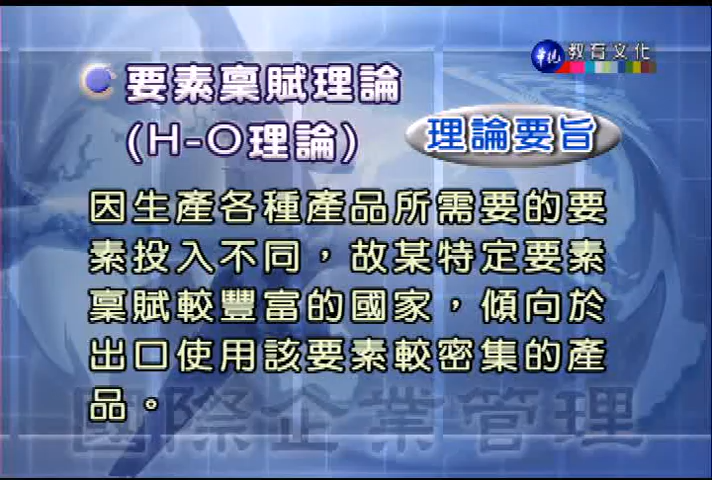 華視 教育文化
要素稟賦理論
(H-O理論)
理論要旨
因生產各種產品所需要的要
素投入不同，故某特定要素
稟賦較豐富的國家，傾向於
出口使用該要素較密集的產
品。
國際企業管理